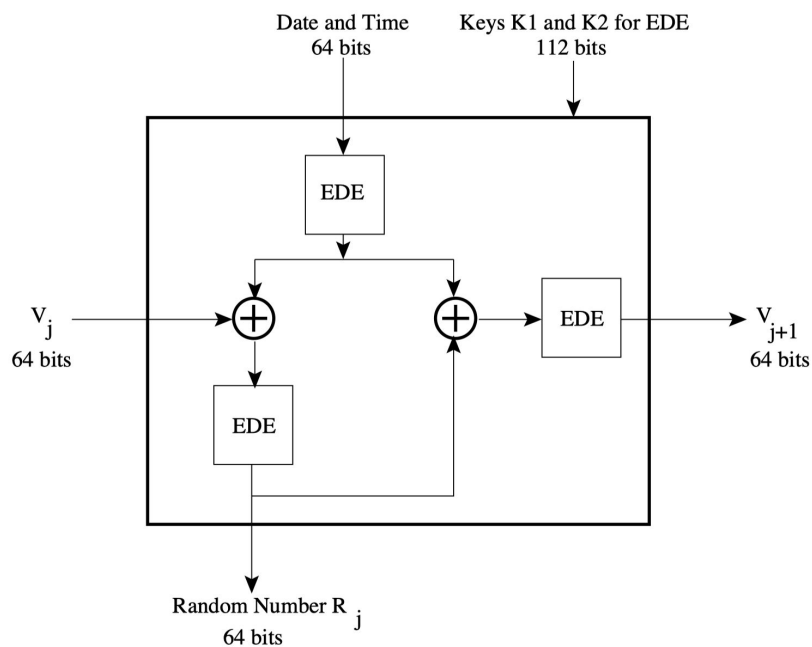 Date and Time
64 bits
Keys K1 and K2 for EDE
112 bits
EDE
V
j
64 bits
EDE
V
j+1
64 bits
EDE
Random Number R
j
64 bits